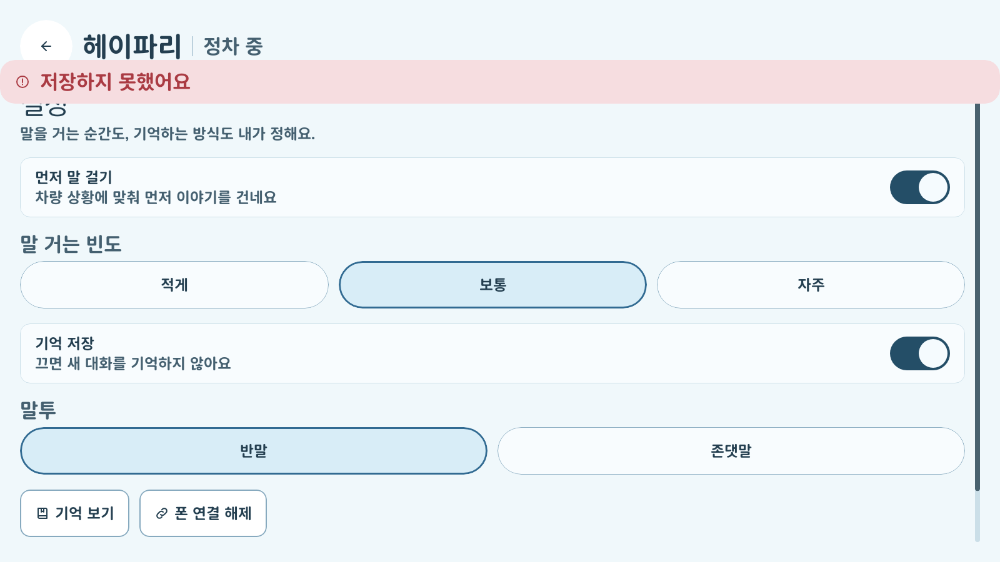 헤이파리
정차 중
저장하지 못했어요
말을 거는 순간도, 기억하는 방식도 내가 정해요.
먼저 말 걸기
차량 상황에 맞춰 먼저 이야기를 건네요
말 거는 빈도
적게
보통
자주
기억 저장
끄면 새 대화를 기억하지 않아요
말투
반말
존댓말
기억 보기
폰 연결 해제